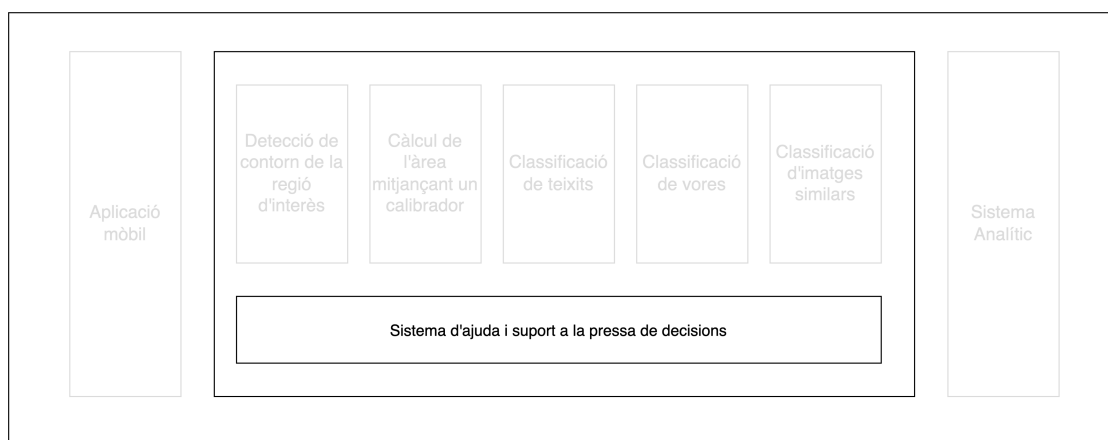 Aplicació
mòbil
Detecció de
contorn de la
regió
d'interès
Càlcul de
l'àrea
mitjançant un
calibrador
Classificació
de teixits
Classificació
de vores
Classificació
d'imatges
similars
Sistema d'ajuda i suport a la pressa de decisions
Sistema
Analític